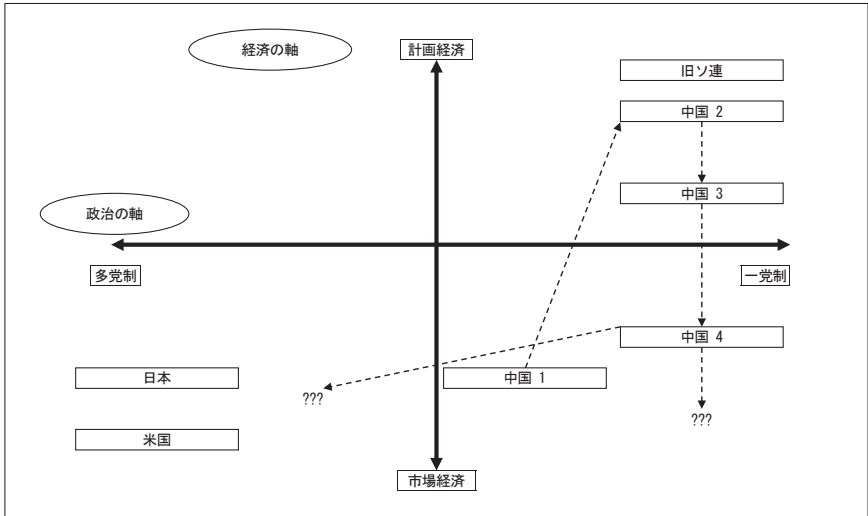 経済の軸
計画経済
旧ソ連
中国 2
中国 3
政治の軸
多党制
一党制
中国 4
日本
中国 1
???
???
米国
市場経済